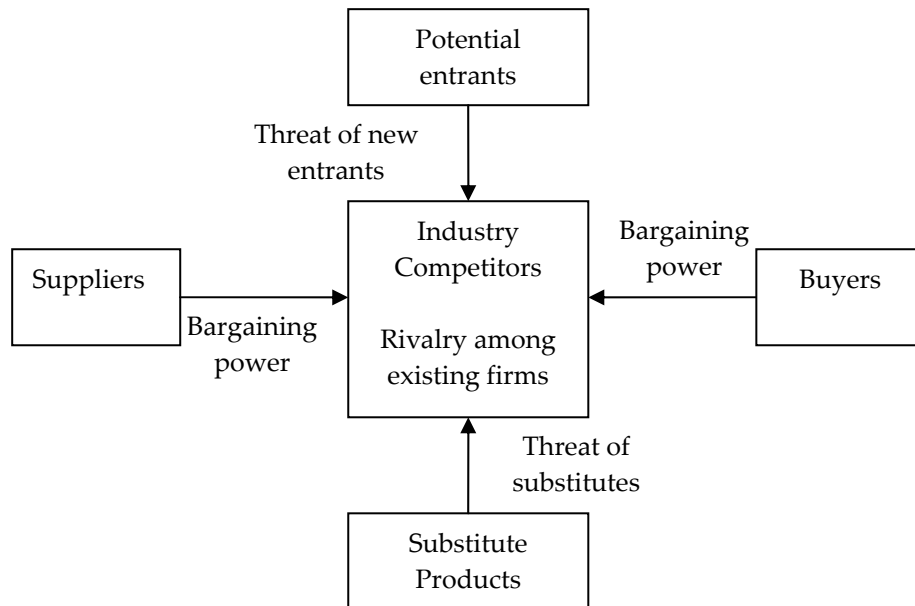 Potential
entrants
Threat of new
entrants
Industry
Competitors
Rivalry among
existing firms
Bargaining
power
Suppliers
Buyers
Bargaining
power
Threat of
substitutes
Substitute
Products